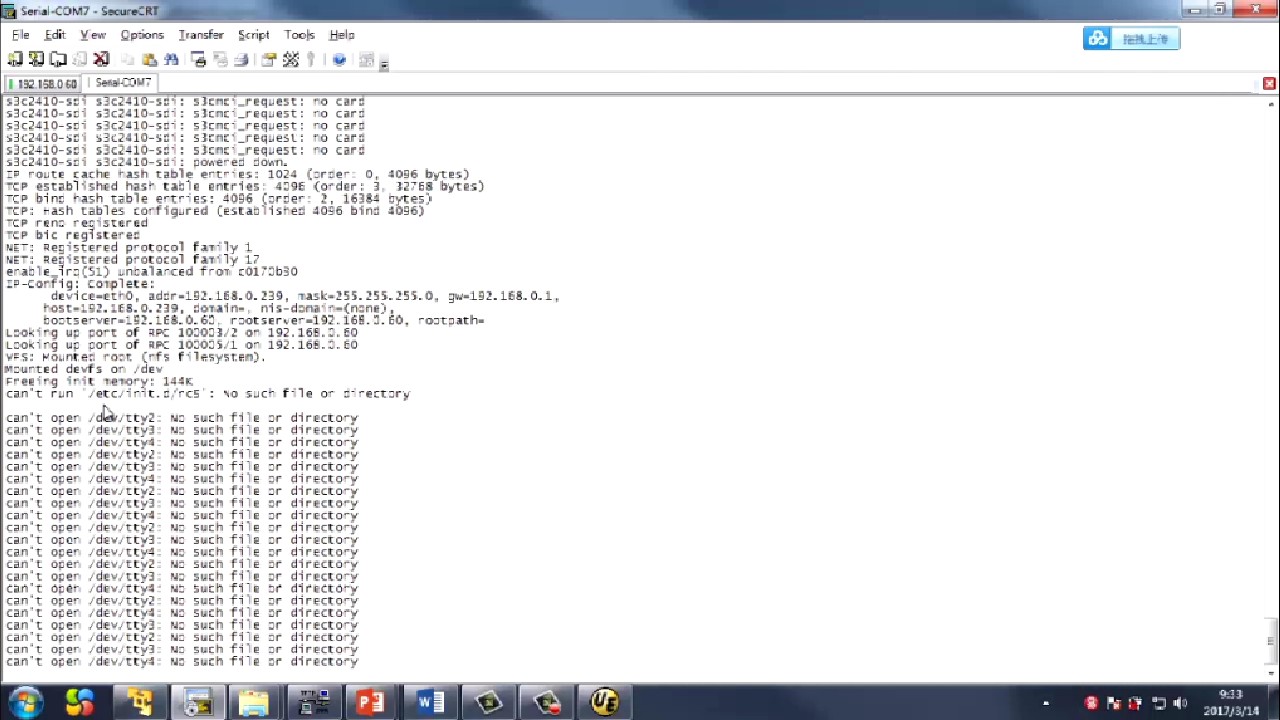 Serial-COM7 - SecureCRT
File Edit View Options Transfer Script Tools Help
拖拽上传
192.168.0.60 Serial-COM7
s3c2410-sdi s3c2410-sdi: s3cmci_request: no card
s3c2410-sdi s3c2410-sdi: s3cmci_request: no card
s3c2410-sdi s3c2410-sdi: s3cmci_request: no card
s3c2410-sdi s3c2410-sdi: s3cmci_request: no card
s3c2410-sdi s3c2410-sdi: s3cmci_request: no card
s3c2410-sdi s3c2410-sdi: powered down.
IP route cache hash table entries: 1024 (order: 0, 4096 bytes)
TCP established hash table entries: 4096 (order: 3, 32768 bytes)
TCP bind hash table entries: 4096 (order: 2, 16384 bytes)
TCP: Hash tables configured (established 4096 bind 4096)
TCP reno registered
TCP bic registered
NET: Registered protocol family 1
NET: Registered protocol family 17
enable_irq(51) unbalanced from c0170b30
IP-Config: Complete:
device=eth0, addr=192.168.0.239, mask=255.255.255.0, gw=192.168.0.1,
host=192.168.0.239, domain=, nis-domain=(none),
bootserver=192.168.0.60, rootserver=192.168.0.60, rootpath=
Looking up port of RPC 100003/2 on 192.168.0.60
Looking up port of RPC 100005/1 on 192.168.0.60
VFS: Mounted root (nfs filesystem).
Mounted devfs on /dev
Freeing init memory: 144K
can't run '/etc/init.d/rcS': No such file or directory
can't open /dev/tty2: No such file or directory
can't open /dev/tty3: No such file or directory
can't open /dev/tty4: No such file or directory
can't open /dev/tty2: No such file or directory
can't open /dev/tty3: No such file or directory
can't open /dev/tty4: No such file or directory
can't open /dev/tty2: No such file or directory
can't open /dev/tty3: No such file or directory
can't open /dev/tty4: No such file or directory
can't open /dev/tty2: No such file or directory
can't open /dev/tty3: No such file or directory
can't open /dev/tty4: No such file or directory
can't open /dev/tty2: No such file or directory
can't open /dev/tty3: No such file or directory
can't open /dev/tty4: No such file or directory
can't open /dev/tty2: No such file or directory
can't open /dev/tty4: No such file or directory
can't open /dev/tty3: No such file or directory
can't open /dev/tty2: No such file or directory
can't open /dev/tty3: No such file or directory
can't open /dev/tty4: No such file or directory
9:33
2017/3/14